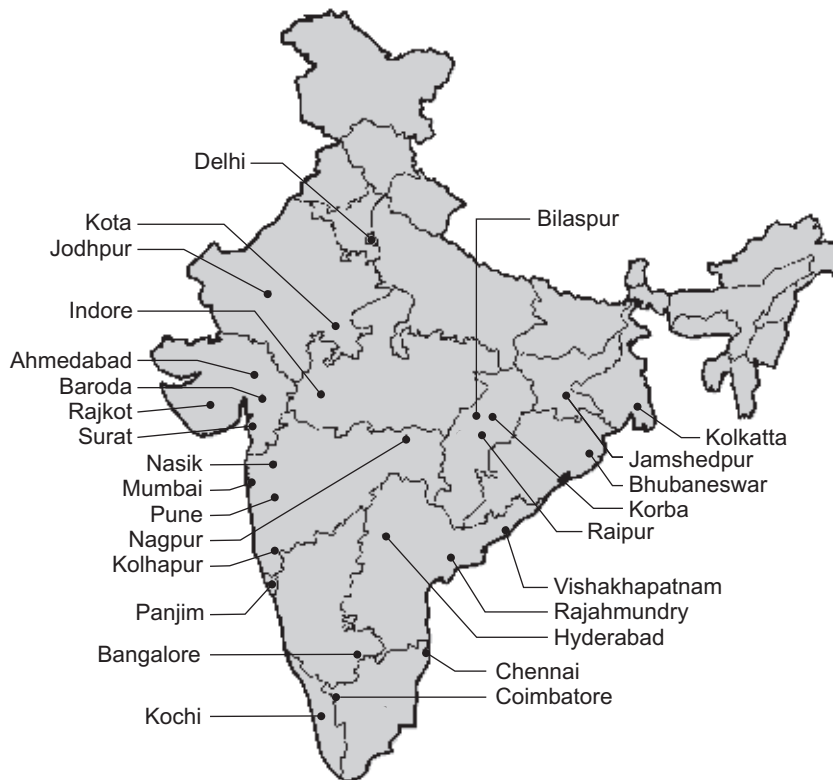 Delhi
Kota
Bilaspur
Jodhpur
Indore
Ahmedabad
Baroda
Rajkot
Surat
Kolkatta
Nasik
Jamshedpur
Mumbai
Bhubaneswar
Pune
Korba
Nagpur
Raipur
Kolhapur
Vishakhapatnam
Panjim
Rajahmundry
Hyderabad
Bangalore
Chennai
Coimbatore
Kochi